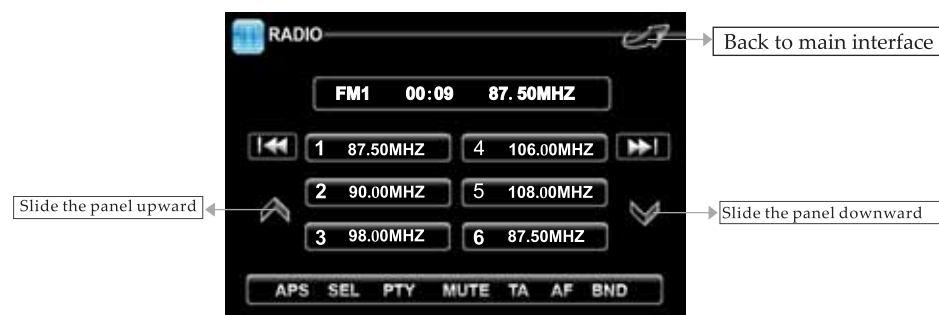 RADIO
Back to main interface
FM1 00:09 87.50MHZ
1 87.50MHZ 4 106.00MHZ
2 90.00MHZ 5 108.00MHZ
Slide the panel upward
Slide the panel downward
3 98.00MHZ 6 87.50MHZ
APS SEL PTY MUTE TA AF BND